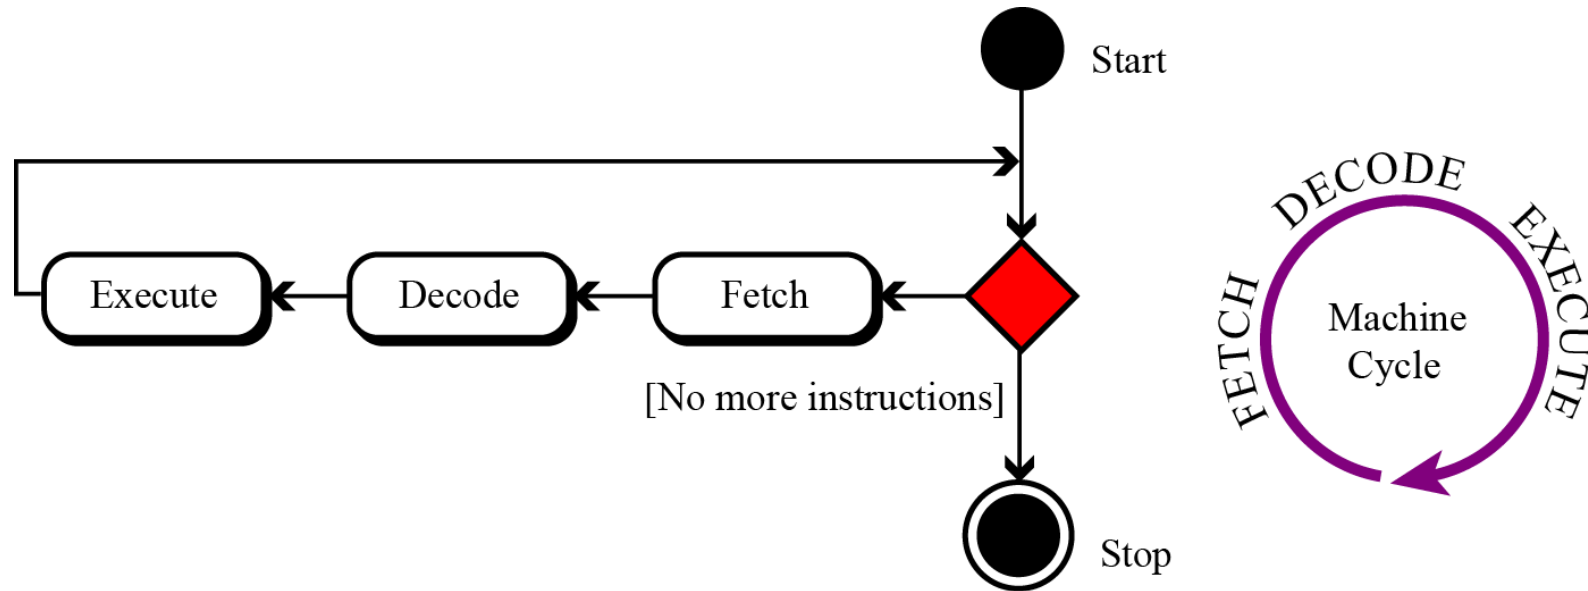 Start
Execute
Decode
Fetch
[No more instructions]
Stop
FETCH
DECODE
EXECUTE
Machine
Cycle